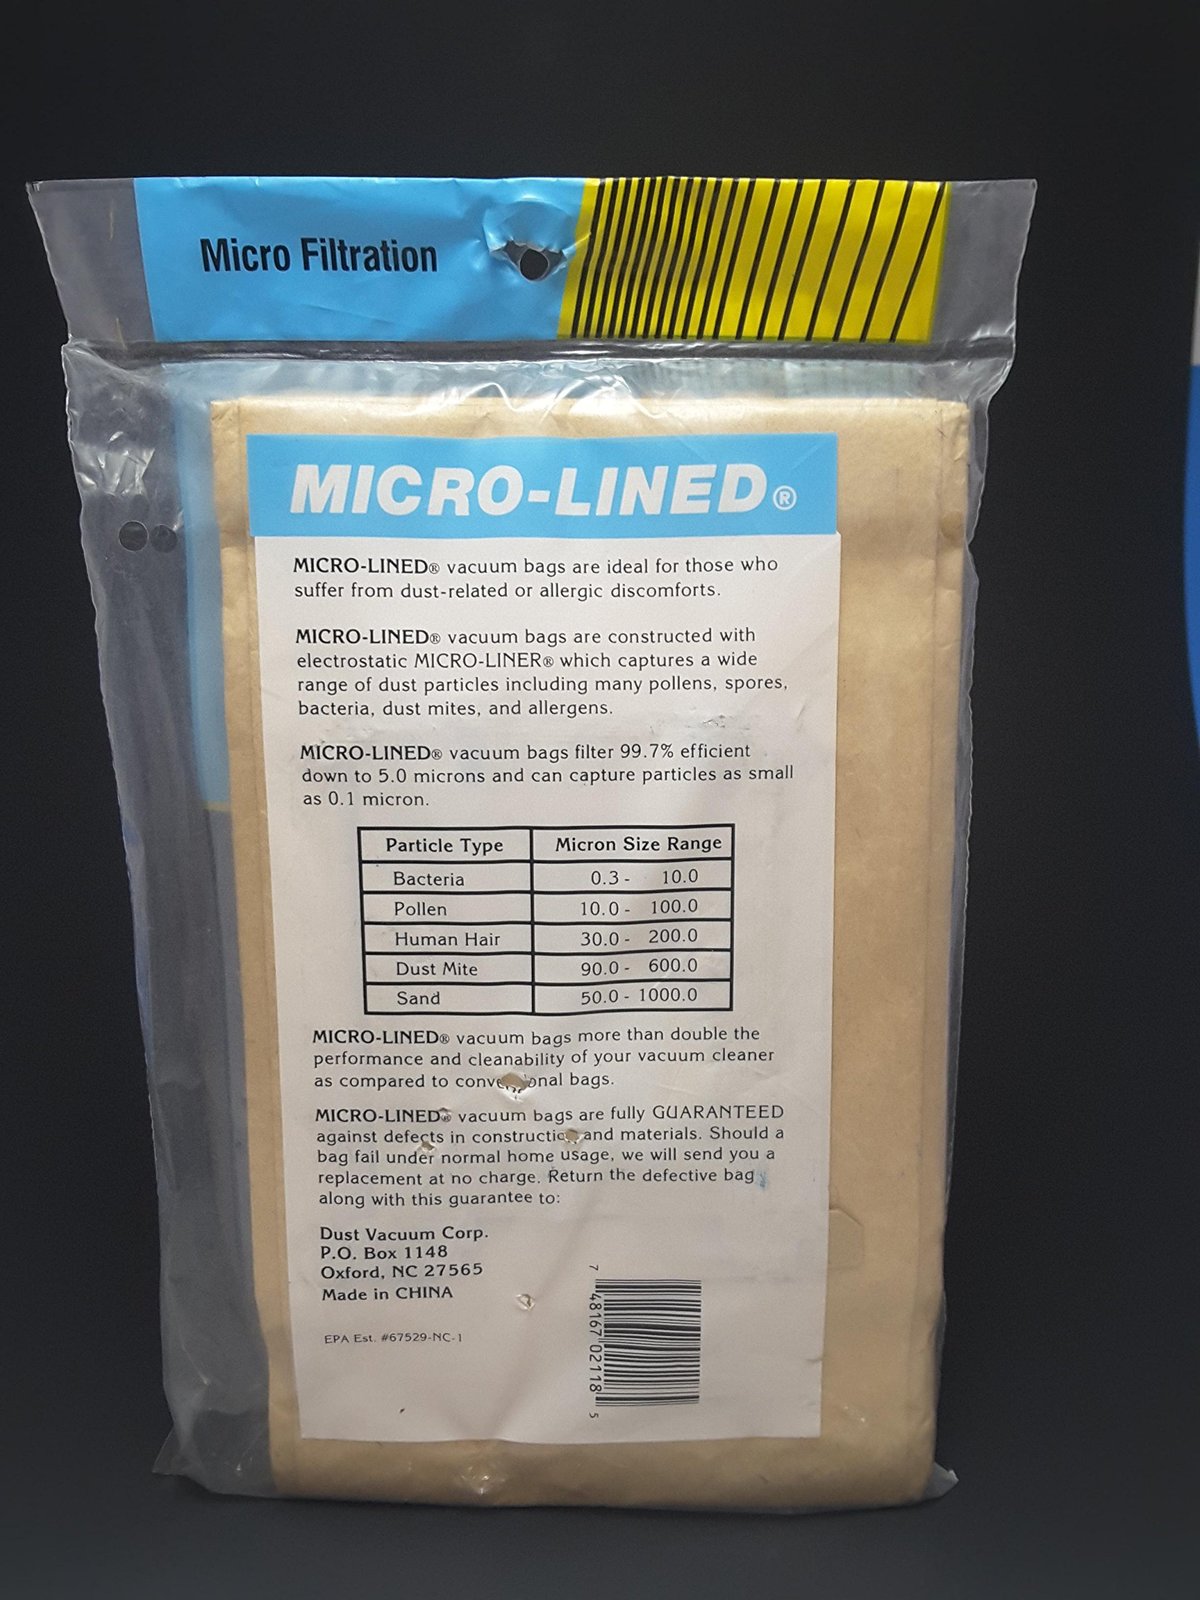 Micro Filtration
MICRO-LINED®
MICRO-LINED® vacuum bags are ideal for those who
suffer from dust-related or allergic discomforts.
MICRO-LINED® vacuum bags are constructed with
electrostatic MICRO-LINER® which captures a wide
range of dust particles including many pollens, spores,
bacteria, dust mites, and allergens.
MICRO-LINED® vacuum bags filter 99.7% efficient
down to 5.0 microns and can capture particles as small
as 0.1 micron.
Particle Type Micron Size Range
Bacteria 0.3 - 10.0
Pollen 10.0 - 100.0
Human Hair 30.0 - 200.0
Dust Mite 90.0 - 600.0
Sand 50.0 - 1000.0
MICRO-LINED® vacuum bags more than double the
performance and cleanability of your vacuum cleaner
as compared to bags.
MICRO-LINED® vacuum bags are fully GUARANTEED
against defects in construction and materials. Should a
bag fail under normal home usage, we will send you a
replacement at no charge. Return the defective bag
along with this guarantee to:
Dust Vacuum Corp.
P.O. Box 1148
Oxford, NC 27565
Made in CHINA
EPA Est. #67529-NC-1
7 48167 02118 5